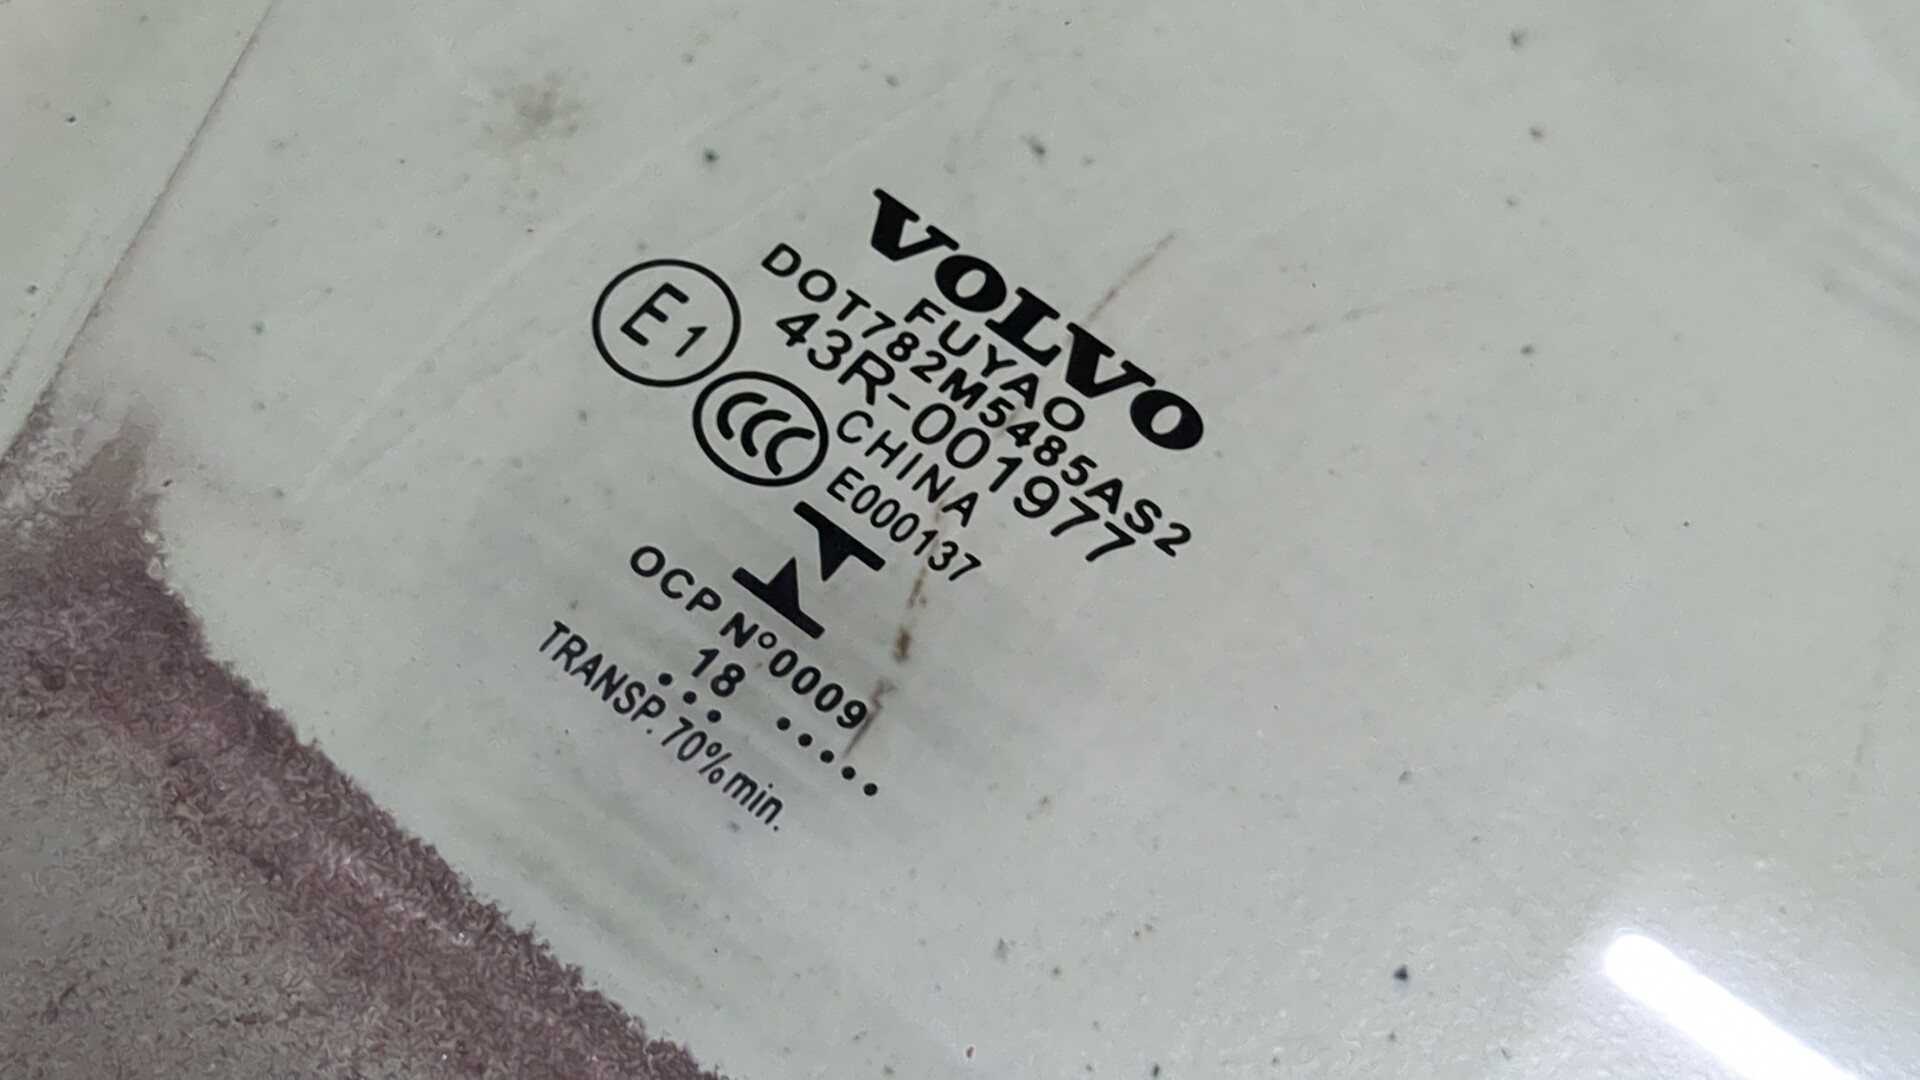 VOLVO
FUYAO
DOT782M5485AS2
E1
43R-001977
CCC
CHINA
E000137
OCP N°0009
18
... .....
TRANSP.70%min.